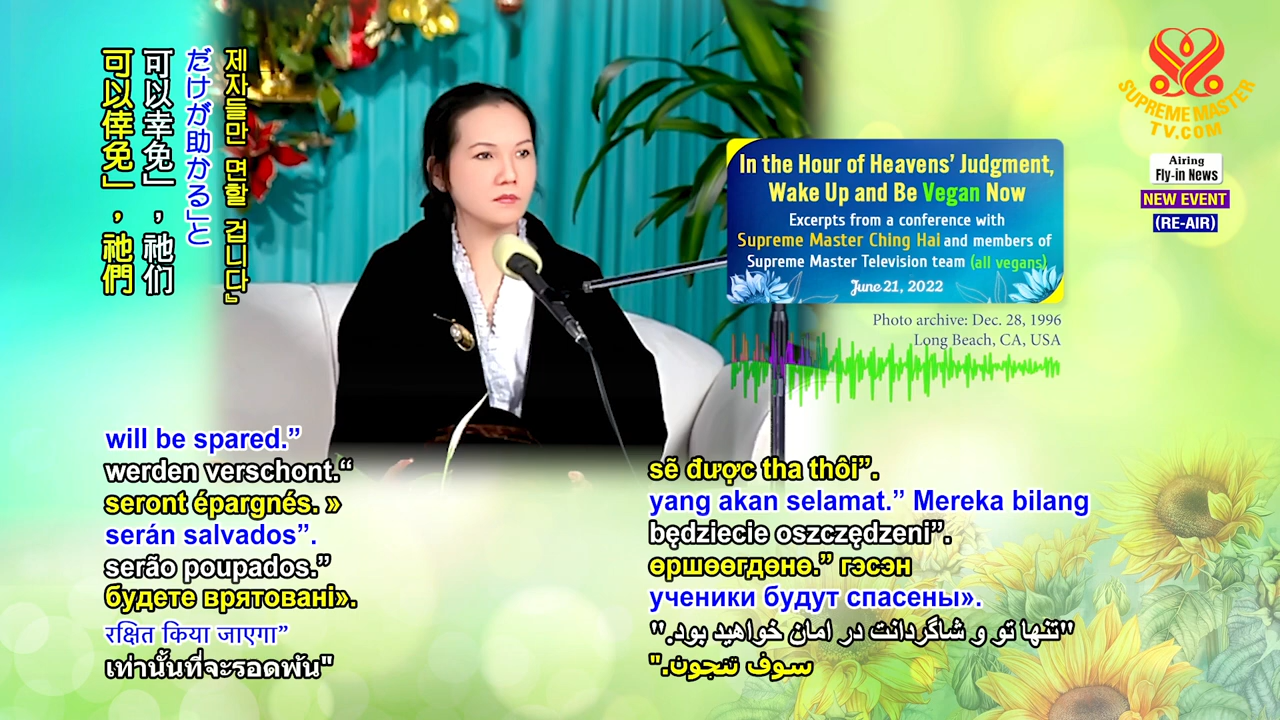 제자들만 면할 겁니다』
だけが助かる」と
可以幸免」，祂们
可以倖免」，祂們
SUPREME MASTER
TV.COM
Airing
Fly-in News
NEW EVENT
(RE-AIR)
In the Hour of Heavens’ Judgment,
Wake Up and Be Vegan Now
Excerpts from a conference with
Supreme Master Ching Hai and members of
Supreme Master Television team (all vegans)
June 21, 2022
Photo archive: Dec. 28, 1996
Long Beach, CA, USA
will be spared.”
werden verschont.“
seront épargnés. »
serán salvados”.
serão poupados.”
будете врятовані».
रक्षित किया जाएगा”
เท่านั้นที่จะรอดพ้น"
sẽ được tha thôi”.
yang akan selamat.” Mereka bilang
będziecie oszczędzeni”.
өршөөгдөнө.” гэсэн
ученики будут спасены».
"تنها تو و شاگردانت در امان خواهید بود."
سوف تنجون."